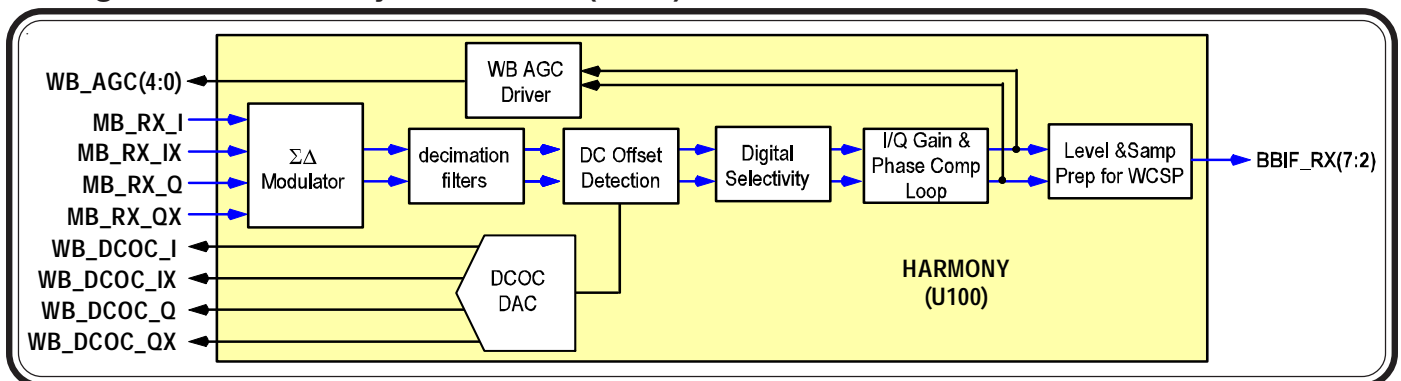 WB_AGC(4:0)
MB_RX_I
MB_RX_IX
MB_RX_Q
MB_RX_QX
WB_DCOC_I
WB_DCOC_IX
WB_DCOC_Q
WB_DCOC_QX
WB AGC
Driver
ΣΔ
Modulator
decimation
filters
DC Offset
Detection
Digital
Selectivity
I/Q Gain &
Phase Comp
Loop
Level &Samp
Prep for WCSP
BBIF_RX(7:2)
DCOC
DAC
HARMONY
(U100)